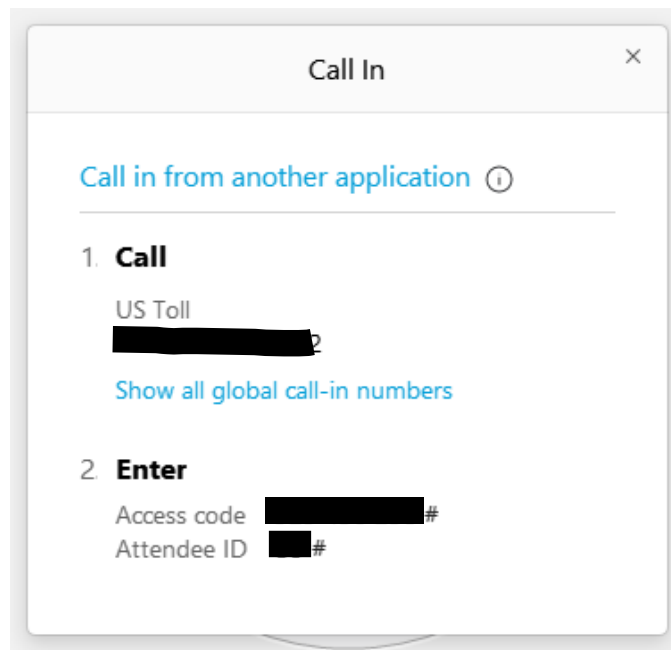 Call In
Call in from another application
1. Call
US Toll
2
Show all global call-in numbers
2. Enter
Access code #
Attendee ID #